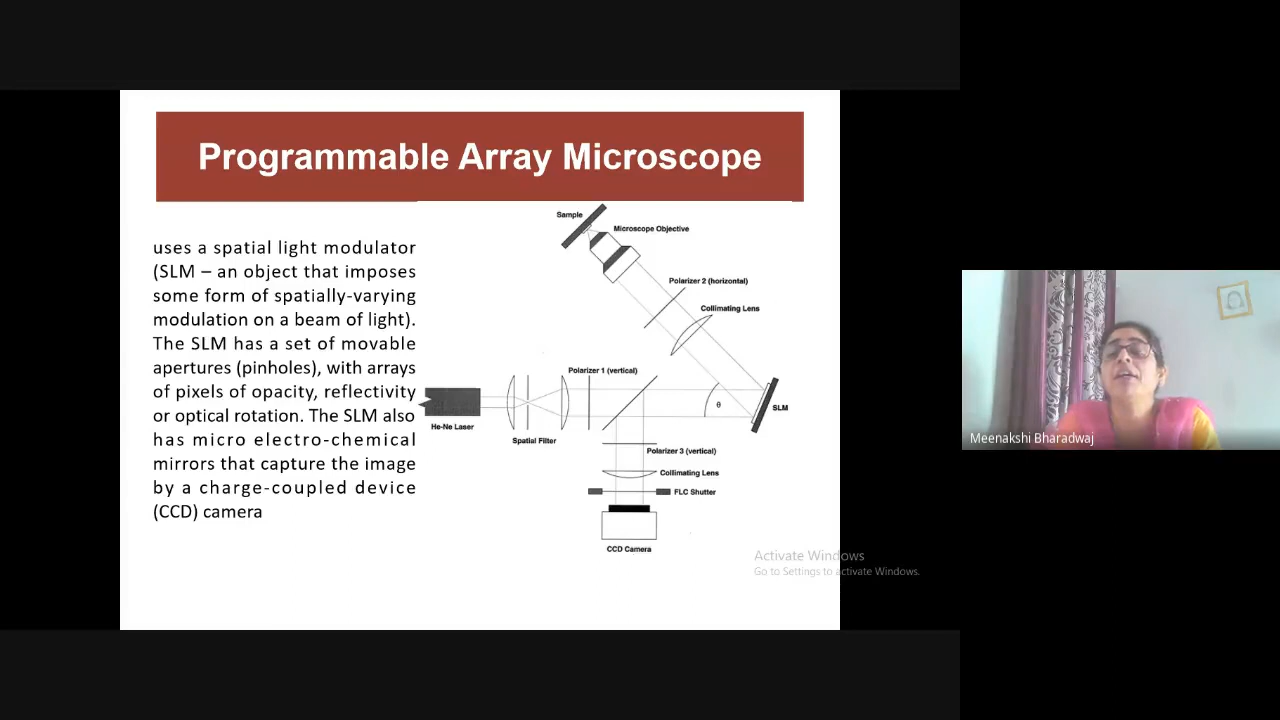 Programmable Array Microscope
uses a spatial light modulator
(SLM – an object that imposes
some form of spatially-varying
modulation on a beam of light).
The SLM has a set of movable
apertures (pinholes), with arrays
of pixels of opacity, reflectivity
or optical rotation. The SLM also
has micro electro-chemical
mirrors that capture the image
by a charge-coupled device
(CCD) camera
Sample
Microscope Objective
Polarizer 2 (horizontal)
Collimating Lens
Polarizer 1 (vertical)
θ
SLM
He-Ne Laser
Spatial Filter
Polarizer 3 (vertical)
Collimating Lens
FLC Shutter
CCD Camera
Activate Windows
Go to Settings to activate Windows.
Meenakshi Bharadwaj